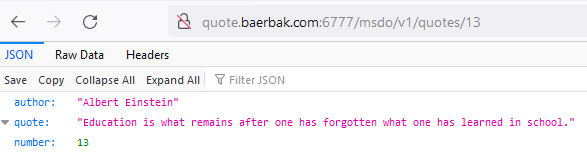 quote.baerbak.com:6777/msdo/v1/quotes/13
JSON Raw Data Headers
Save Copy Collapse All Expand All Filter JSON
author: "Albert Einstein"
quote: "Education is what remains after one has forgotten what one has learned in school."
number: 13